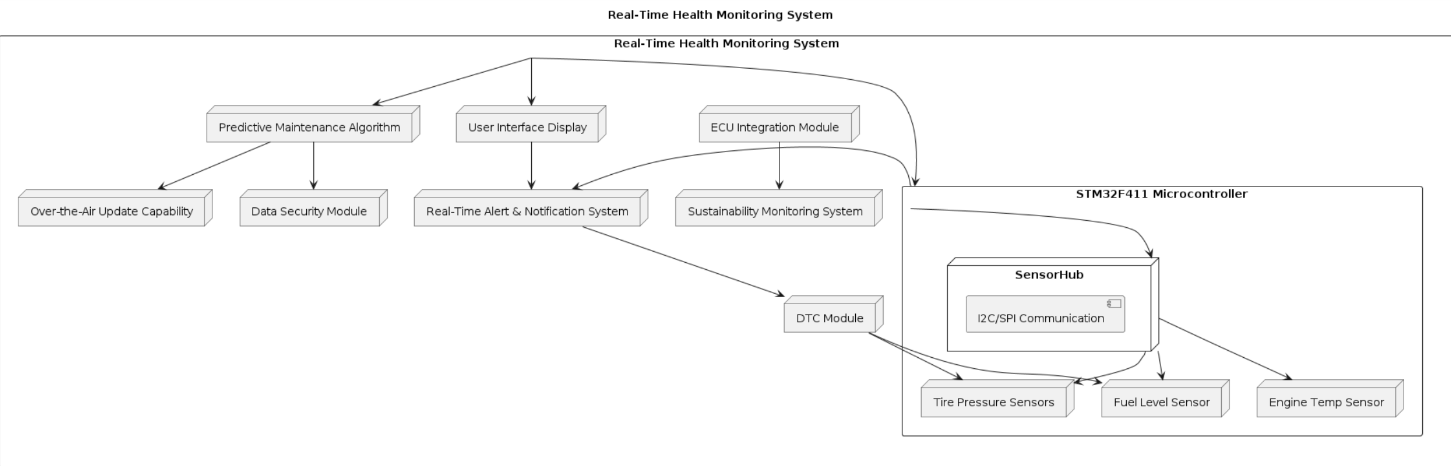 Real-Time Health Monitoring System
Real-Time Health Monitoring System
Predictive Maintenance Algorithm
User Interface Display
ECU Integration Module
Over-the-Air Update Capability
Data Security Module
Real-Time Alert & Notification System
Sustainability Monitoring System
STM32F411 Microcontroller
SensorHub
I2C/SPI Communication
DTC Module
Tire Pressure Sensors
Fuel Level Sensor
Engine Temp Sensor